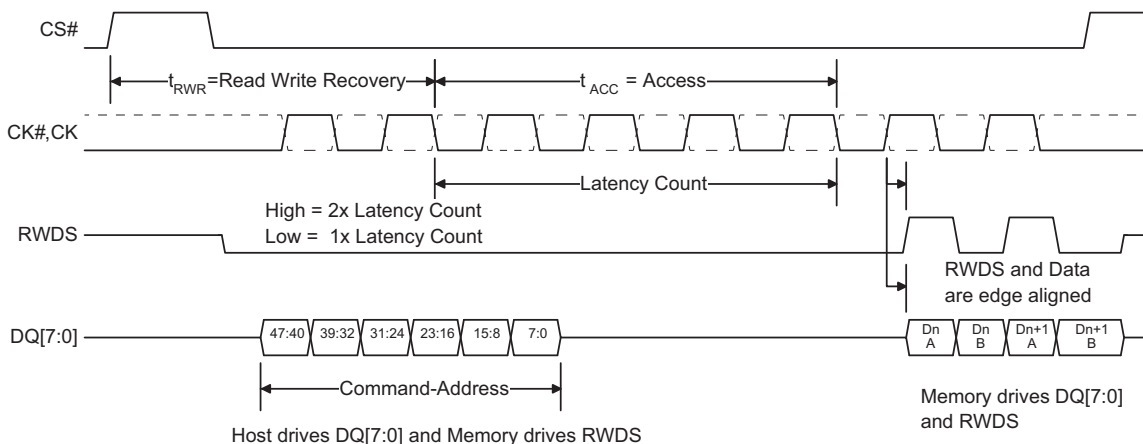 CS#
tRWR=Read Write Recovery
tACC = Access
CK#,CK
Latency Count
High = 2x Latency Count
Low = 1x Latency Count
RWDS
RWDS and Data
are edge aligned
DQ[7:0]
47:40 39:32 31:24 23:16 15:8 7:0
Dn
A
Dn
B
Dn+1
A
Dn+1
B
Command-Address
Memory drives DQ[7:0]
and RWDS
Host drives DQ[7:0] and Memory drives RWDS